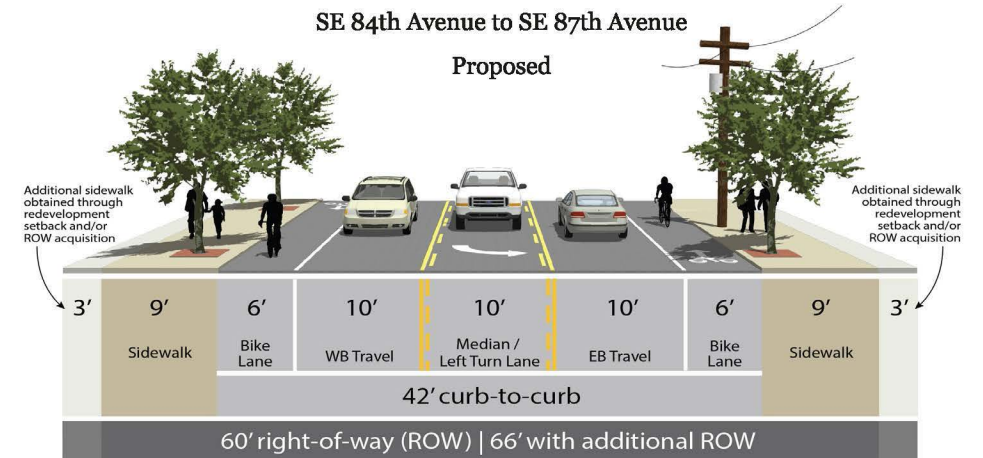 SE 84th Avenue to SE 87th Avenue
Proposed
Additional sidewalk
obtained through
redevelopment
setback and/or
ROW acquisition
Additional sidewalk
obtained through
redevelopment
setback and/or
ROW acquisition
3’ 9’ 6’ 10’ 10’ 10’ 6’ 9’ 3’
Sidewalk
Bike
Lane
WB Travel
Median /
Left Turn Lane
EB Travel
Bike
Lane
Sidewalk
42’ curb-to-curb
60’ right-of-way (ROW) | 66’ with additional ROW